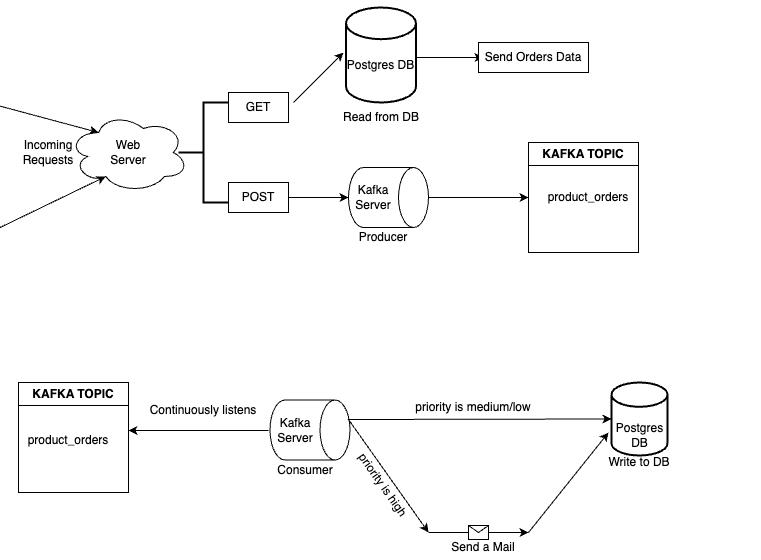 Postgres DB
Send Orders Data
Read from DB
GET
Incoming
Requests
Web
Server
POST
Kafka
Server
Producer
KAFKA TOPIC
product_orders
KAFKA TOPIC
product_orders
Continuously listens
Kafka
Server
Consumer
priority is medium/low
priority is high
Send a Mail
Postgres
DB
Write to DB